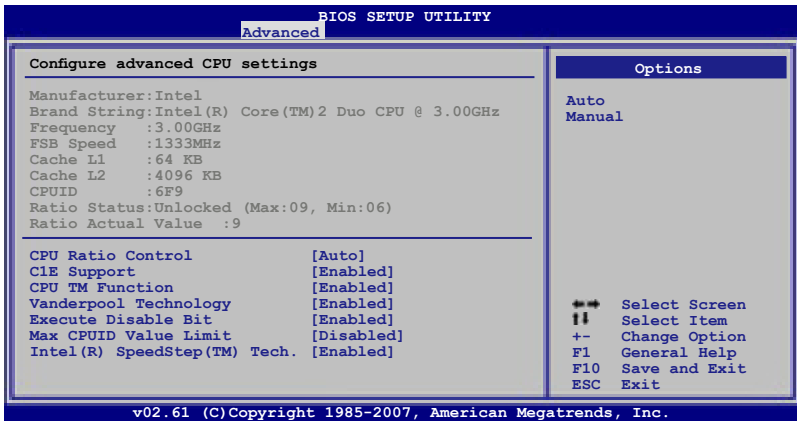 BIOS SETUP UTILITY
Advanced
Configure advanced CPU settings
Manufacturer:Intel
Brand String:Intel(R) Core(TM)2 Duo CPU @ 3.00GHz
Frequency :3.00GHz
FSB Speed :1333MHz
Cache L1 :64 KB
Cache L2 :4096 KB
CPUID :6F9
Ratio Status:Unlocked (Max:09, Min:06)
Ratio Actual Value :9
CPU Ratio Control [Auto]
C1E Support [Enabled]
CPU TM Function [Enabled]
Vanderpool Technology [Enabled]
Execute Disable Bit [Enabled]
Max CPUID Value Limit [Disabled]
Intel(R) SpeedStep(TM) Tech. [Enabled]
Options
Auto
Manual
←→ Select Screen
↑↓ Select Item
+- Change Option
F1 General Help
F10 Save and Exit
ESC Exit
v02.61 (C)Copyright 1985-2007, American Megatrends, Inc.